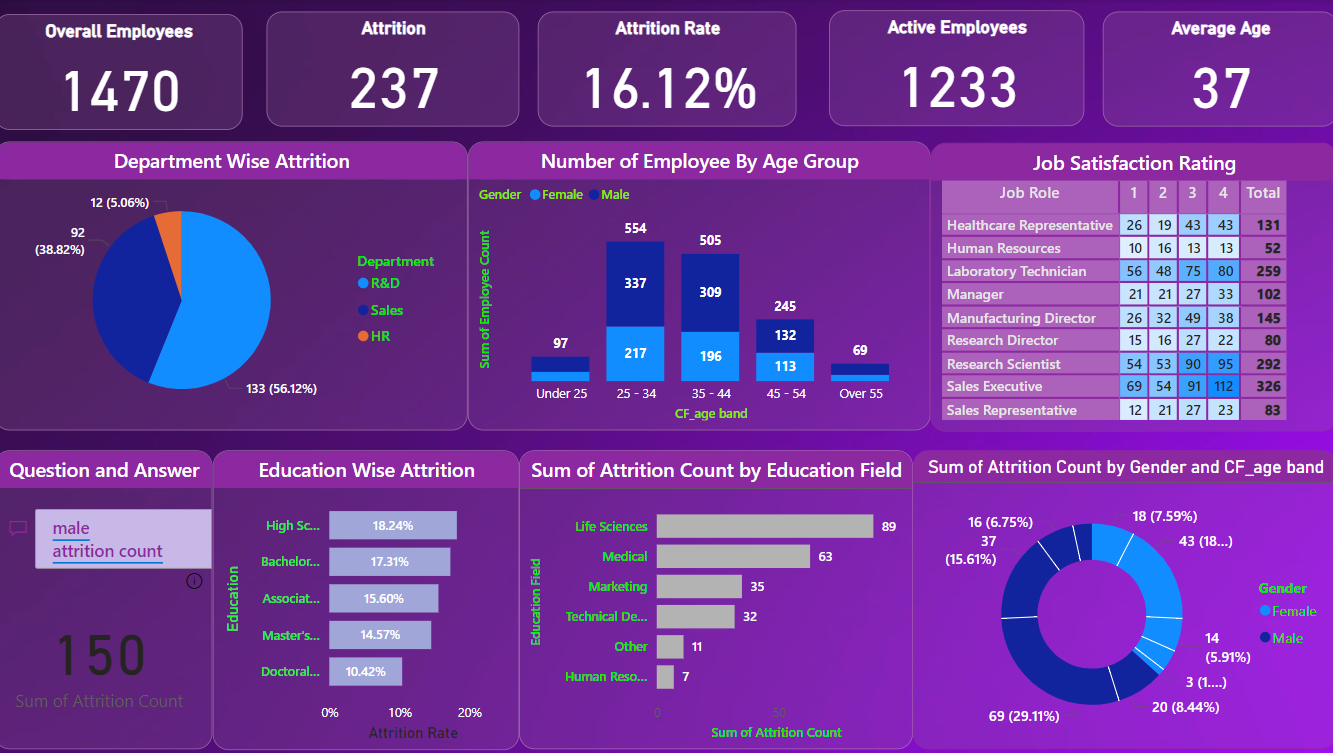 Overall Employees
1470
Attrition
237
Attrition Rate
16.12%
Active Employees
1233
Average Age
37
Department Wise Attrition
12 (5.06%)
92
(38.82%)
133 (56.12%)
Department
R&D
Sales
HR
Number of Employee By Age Group
Gender Female Male
Sum of Employee Count
97
554
337
217
505
309
196
245
132
113
69
Under 25 25 - 34 35 - 44 45 - 54 Over 55
CF_age band
Job Satisfaction Rating
Job Role 1 2 3 4 Total
Healthcare Representative 26 19 43 43 131
Human Resources 10 16 13 13 52
Laboratory Technician 56 48 75 80 259
Manager 21 21 27 33 102
Manufacturing Director 26 32 49 38 145
Research Director 15 16 27 22 80
Research Scientist 54 53 90 95 292
Sales Executive 69 54 91 112 326
Sales Representative 12 21 27 23 83
Question and Answer
male
attrition count
150
Sum of Attrition Count
Education Wise Attrition
Education
High Sc... 18.24%
Bachelor... 17.31%
Associat... 15.60%
Master's... 14.57%
Doctoral... 10.42%
0% 10% 20%
Attrition Rate
Sum of Attrition Count by Education Field
Education Field
Life Sciences 89
Medical 63
Marketing 35
Technical De... 32
Other 11
Human Reso... 7
0 50
Sum of Attrition Count
Sum of Attrition Count by Gender and CF_age band
18 (7.59%)
43 (18...)
14
(5.91%)
3 (1....)
20 (8.44%)
69 (29.11%)
37
(15.61%)
16 (6.75%)
Gender
Female
Male